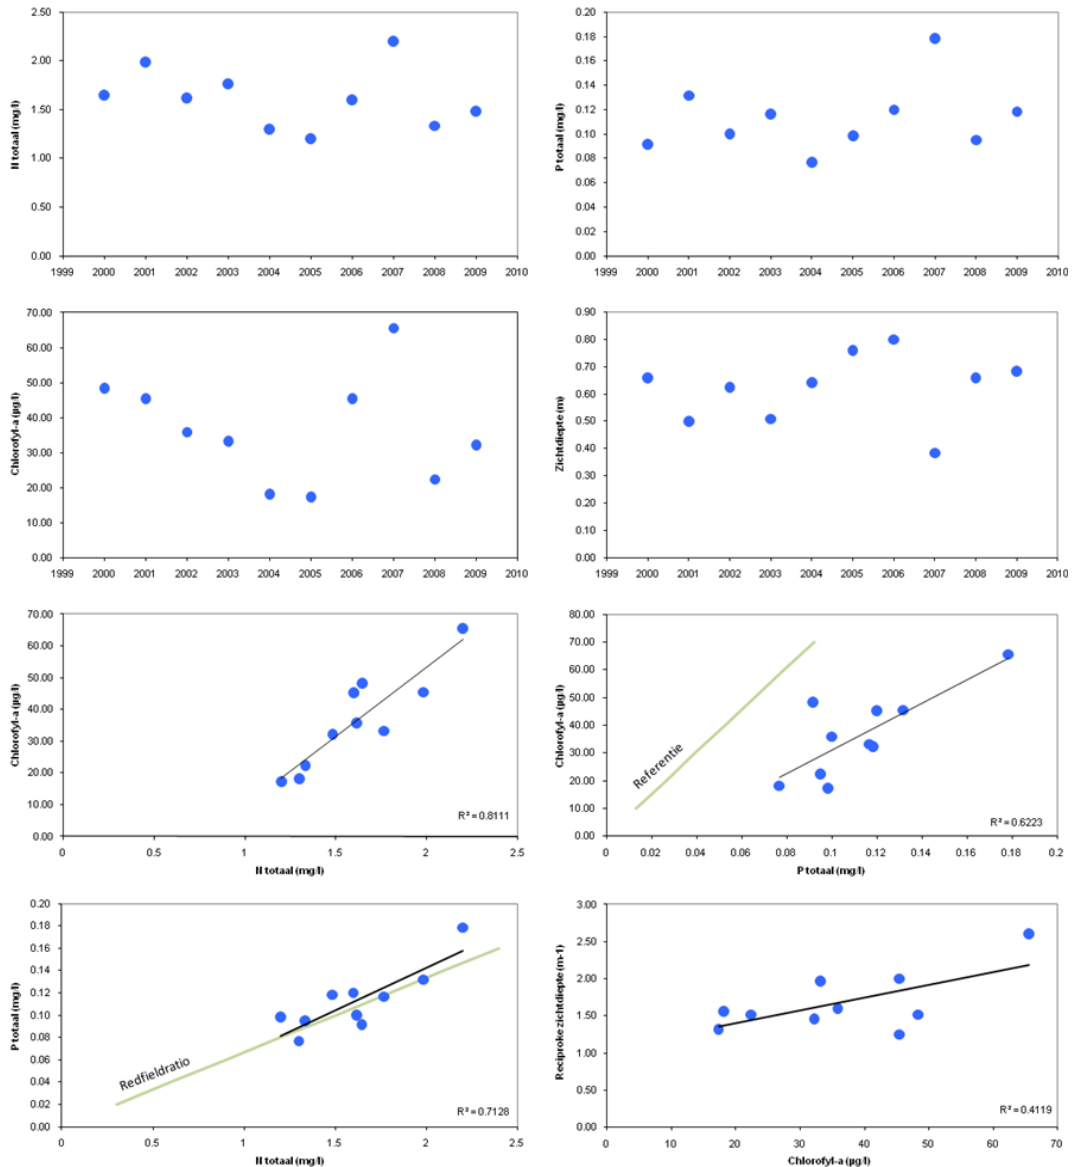 2.50
2.00
1.50
1.00
0.50
0.00
N totaal (mg/l)
1999 2000 2001 2002 2003 2004 2005 2006 2007 2008 2009 2010
0.20
0.18
0.16
0.14
0.12
0.10
0.08
0.06
0.04
0.02
0.00
P totaal (mg/l)
1999 2000 2001 2002 2003 2004 2005 2006 2007 2008 2009 2010
70.00
60.00
50.00
40.00
30.00
20.00
10.00
0.00
Chlorofyl-a (µg/l)
1999 2000 2001 2002 2003 2004 2005 2006 2007 2008 2009 2010
0.90
0.80
0.70
0.60
0.50
0.40
0.30
0.20
0.10
0.00
Zichtdiepte (m)
1999 2000 2001 2002 2003 2004 2005 2006 2007 2008 2009 2010
70.00
60.00
50.00
40.00
30.00
20.00
10.00
0.00
Chlorofyl-a (µg/l)
R² = 0.8111
0 0.5 1 1.5 2 2.5
N totaal (mg/l)
80.00
70.00
60.00
50.00
40.00
30.00
20.00
10.00
0.00
Chlorofyl-a (µg/l)
Referentie
R² = 0.6223
0 0.02 0.04 0.06 0.08 0.1 0.12 0.14 0.16 0.18 0.2
P totaal (mg/l)
0.20
0.18
0.16
0.14
0.12
0.10
0.08
0.06
0.04
0.02
0.00
P totaal (mg/l)
Redfieldratio
R² = 0.7128
0 0.5 1 1.5 2 2.5
N totaal (mg/l)
3.00
2.50
2.00
1.50
1.00
0.50
0.00
Reciproke zichtdiepte (m-1)
R² = 0.4119
0 10 20 30 40 50 60 70
Chlorofyl-a (µg/l)